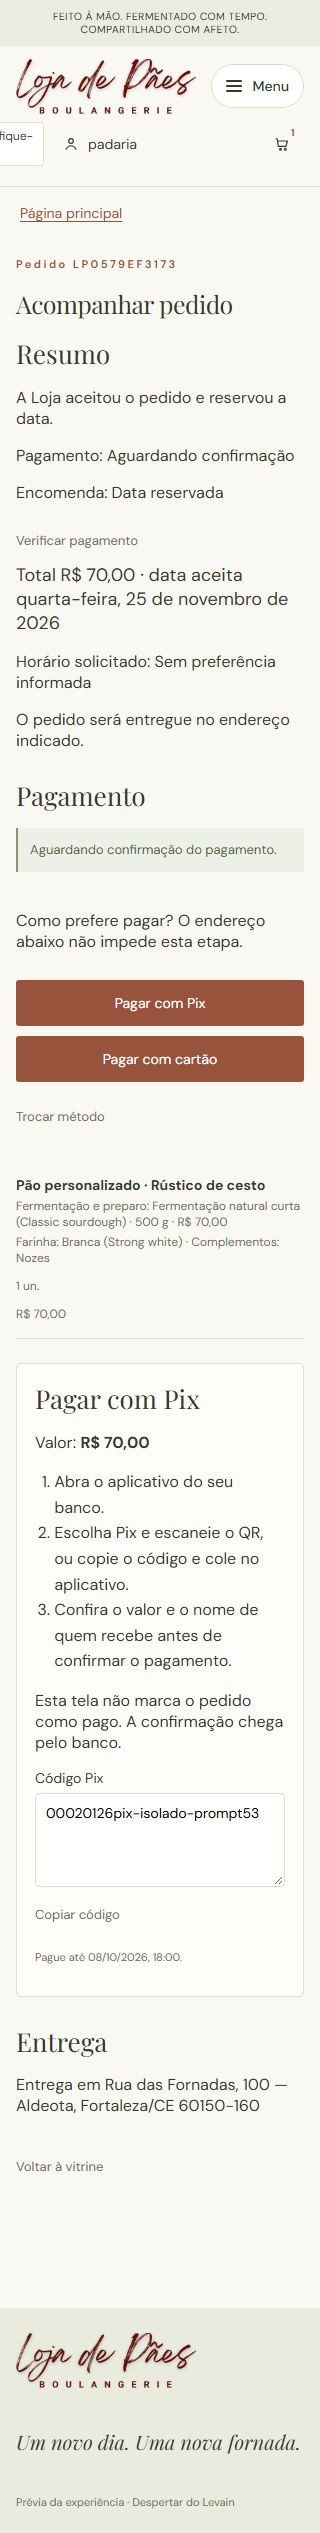 FEITO À MÃO. FERMENTADO COM TEMPO.
COMPARTILHADO COM AFETO.
Loja de Pães
BOULANGERIE
Menu
fique-
padaria
1
Página principal
Pedido LP0579EF3173
Acompanhar pedido
Resumo
A Loja aceitou o pedido e reservou a
data.
Pagamento: Aguardando confirmação
Encomenda: Data reservada
Verificar pagamento
Total R$ 70,00 · data aceita
quarta-feira, 25 de novembro de
2026
Horário solicitado: Sem preferência
informada
O pedido será entregue no endereço
indicado.
Pagamento
Aguardando confirmação do pagamento.
Como prefere pagar? O endereço
abaixo não impede esta etapa.
Pagar com Pix
Pagar com cartão
Trocar método
Pão personalizado · Rústico de cesto
Fermentação e preparo: Fermentação natural curta
(Classic sourdough) · 500 g · R$ 70,00
Farinha: Branca (Strong white) · Complementos:
Nozes
1 un.
R$ 70,00
Pagar com Pix
Valor: R$ 70,00
1. Abra o aplicativo do seu
banco.
2. Escolha Pix e escaneie o QR,
ou copie o código e cole no
aplicativo.
3. Confira o valor e o nome de
quem recebe antes de
confirmar o pagamento.
Esta tela não marca o pedido
como pago. A confirmação chega
pelo banco.
Código Pix
00020126pix-isolado-prompt53
Copiar código
Pague até 08/10/2026, 18:00.
Entrega
Entrega em Rua das Fornadas, 100 —
Aldeota, Fortaleza/CE 60150-160
Voltar à vitrine
Loja de Pães
BOULANGERIE
Um novo dia. Uma nova fornada.
Prévia da experiência · Despertar do Levain